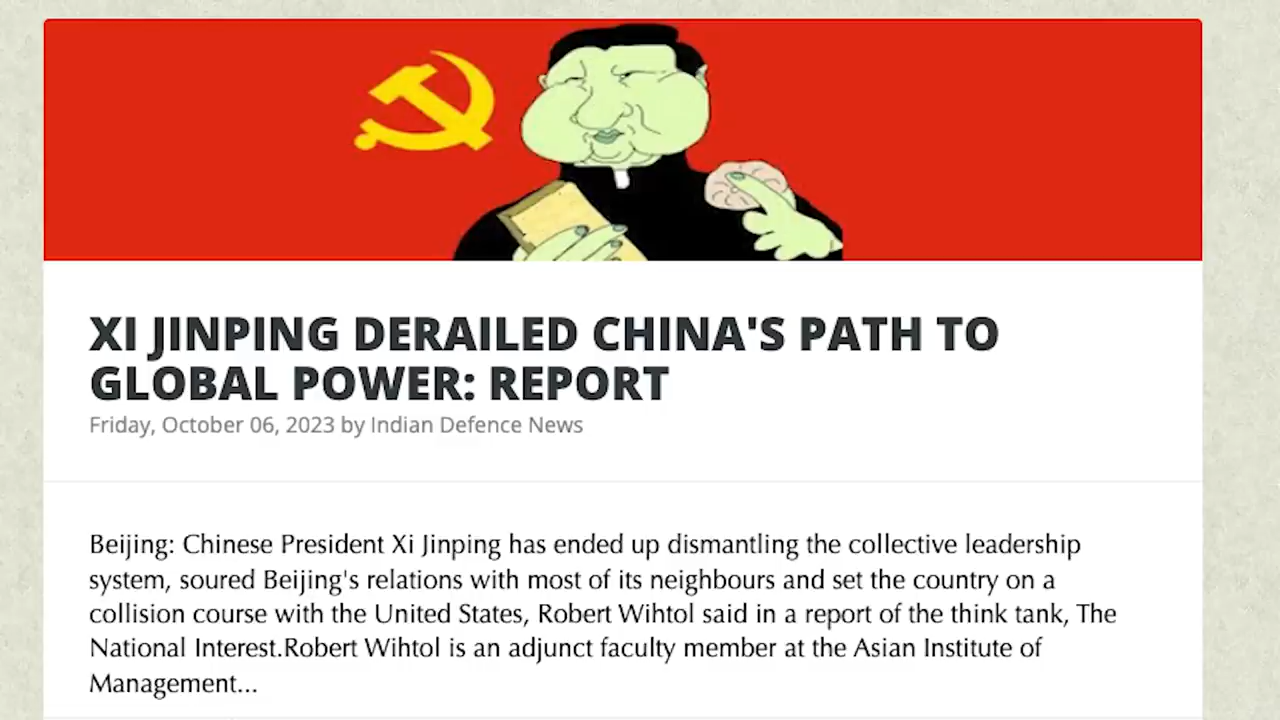 XI JINPING DERAILED CHINA'S PATH TO
GLOBAL POWER: REPORT
Friday, October 06, 2023 by Indian Defence News
Beijing: Chinese President Xi Jinping has ended up dismantling the collective leadership
system, soured Beijing's relations with most of its neighbours and set the country on a
collision course with the United States, Robert Wihtol said in a report of the think tank, The
National Interest.Robert Wihtol is an adjunct faculty member at the Asian Institute of
Management...